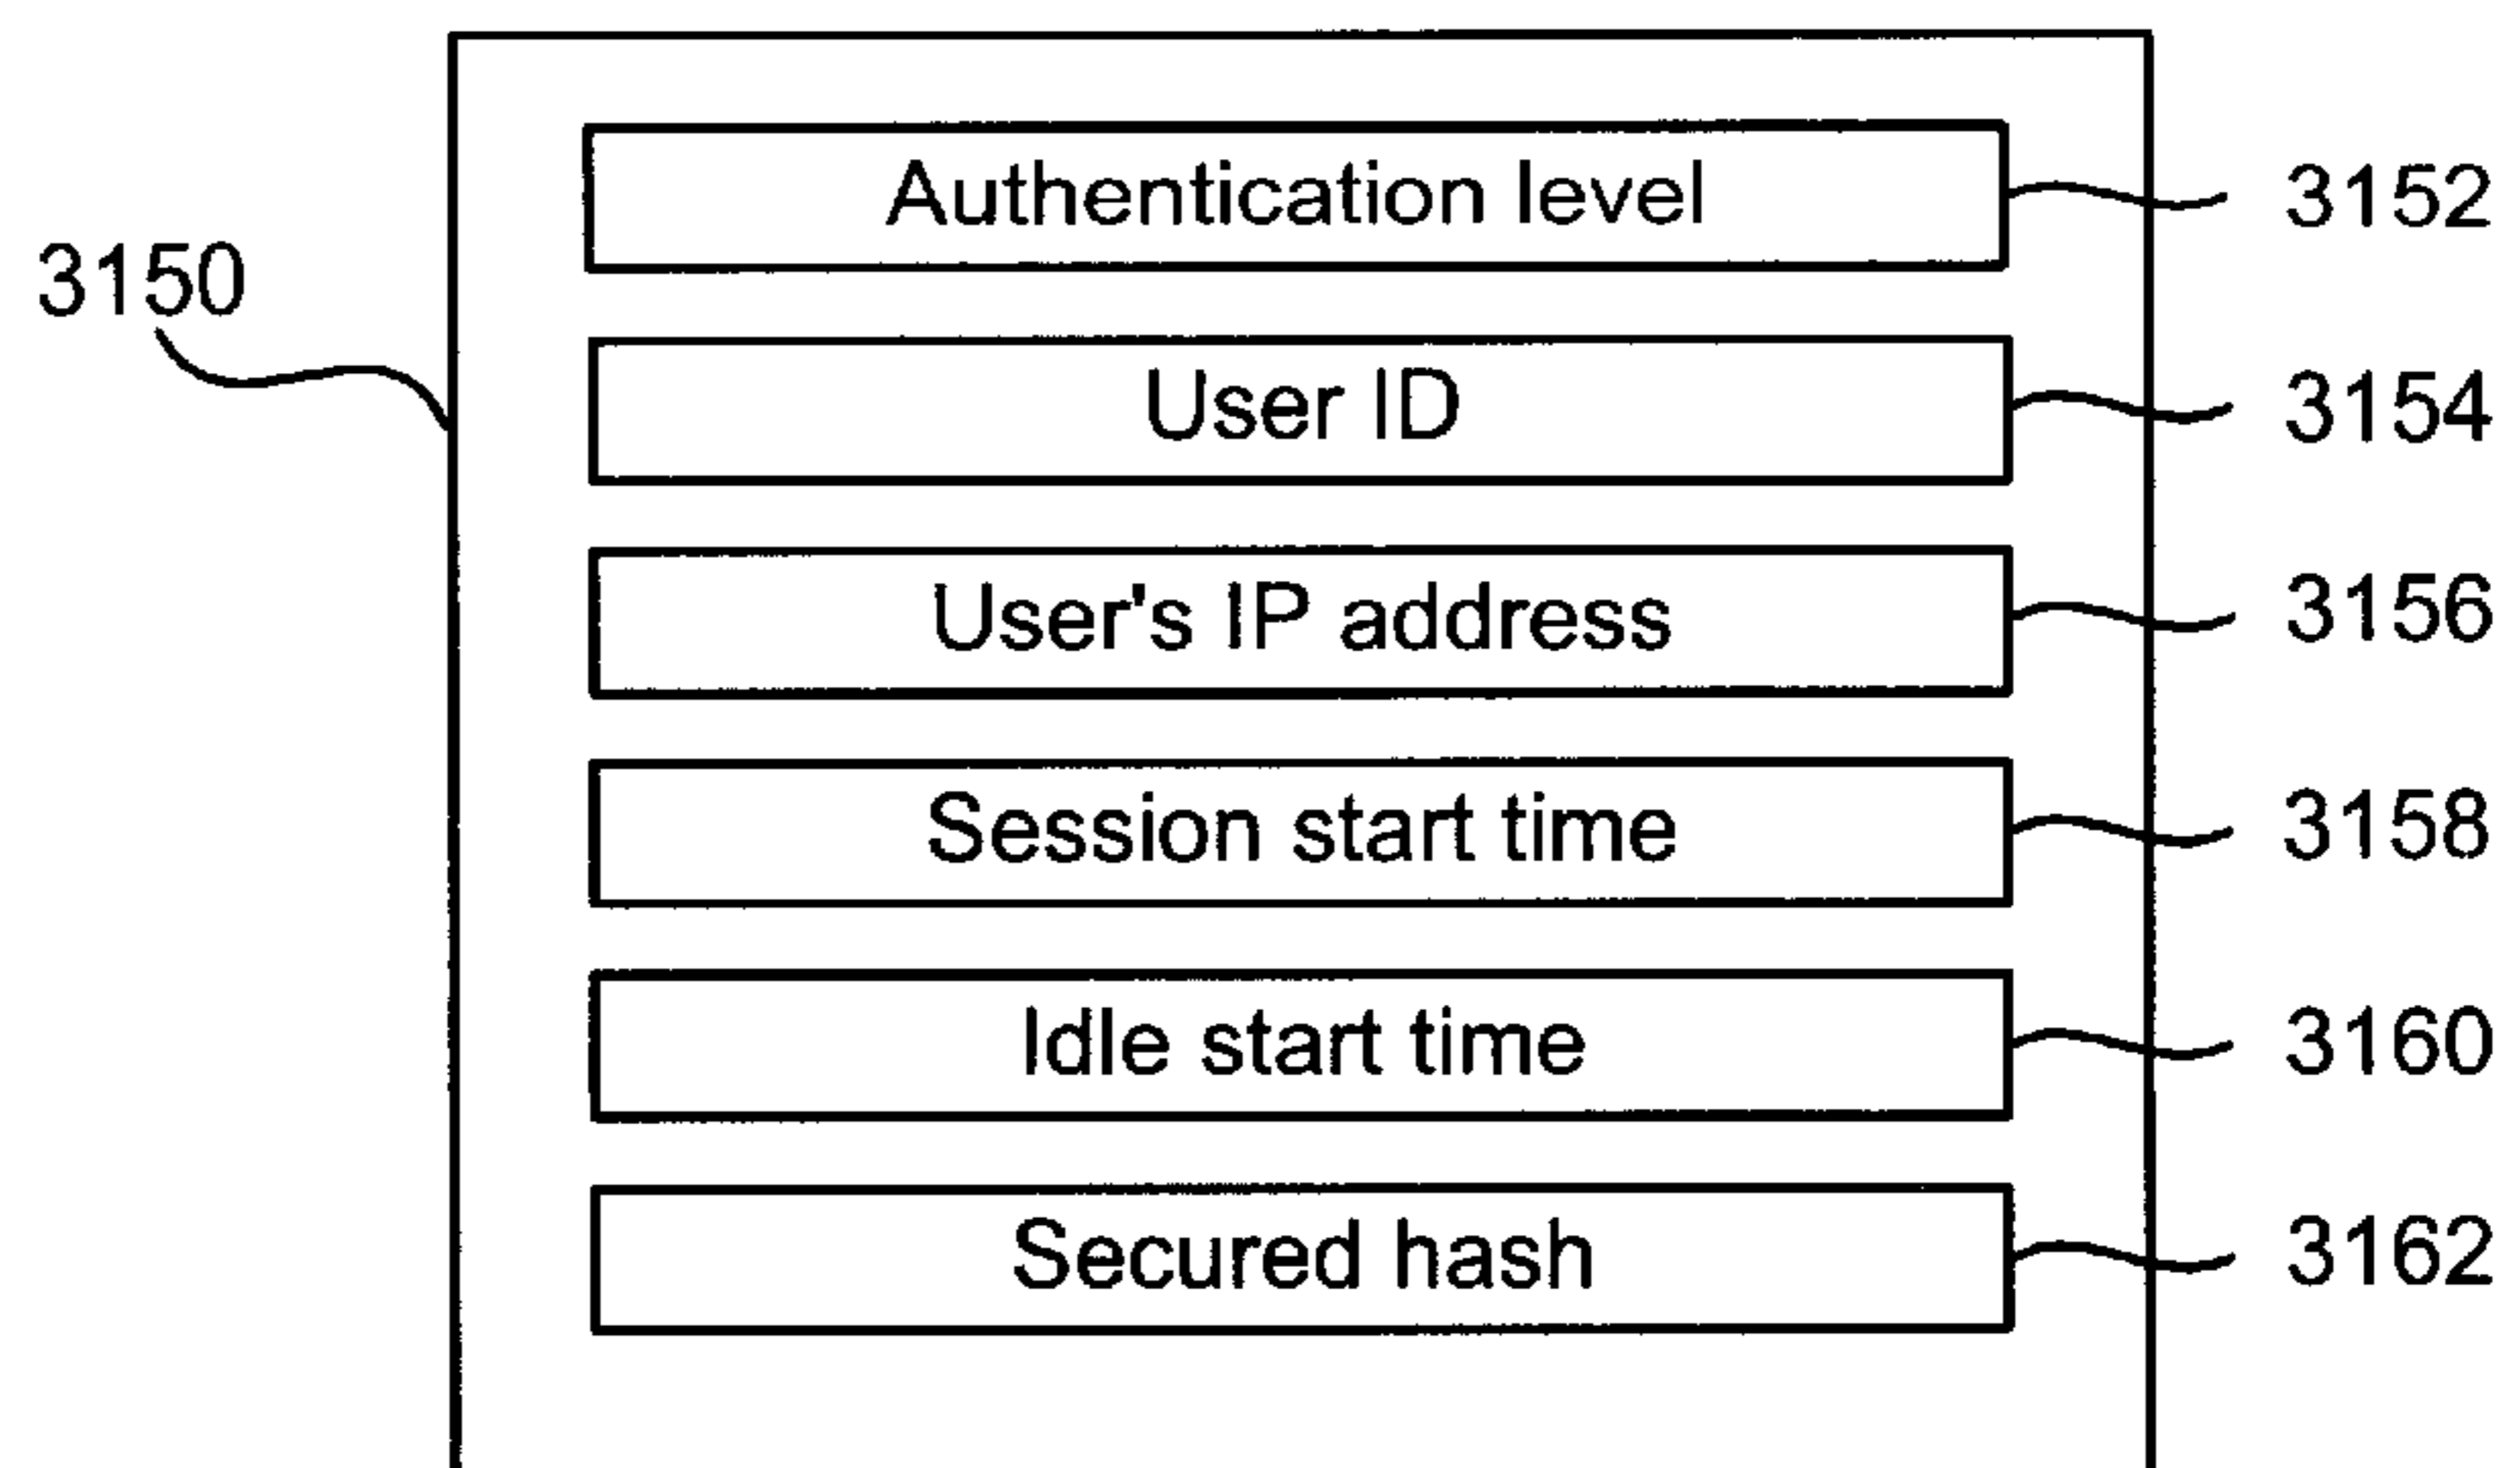 Authentication level 3152
3150
User ID 3154
User's IP address 3156
Session start time 3158
Idle start time 3160
Secured hash 3162